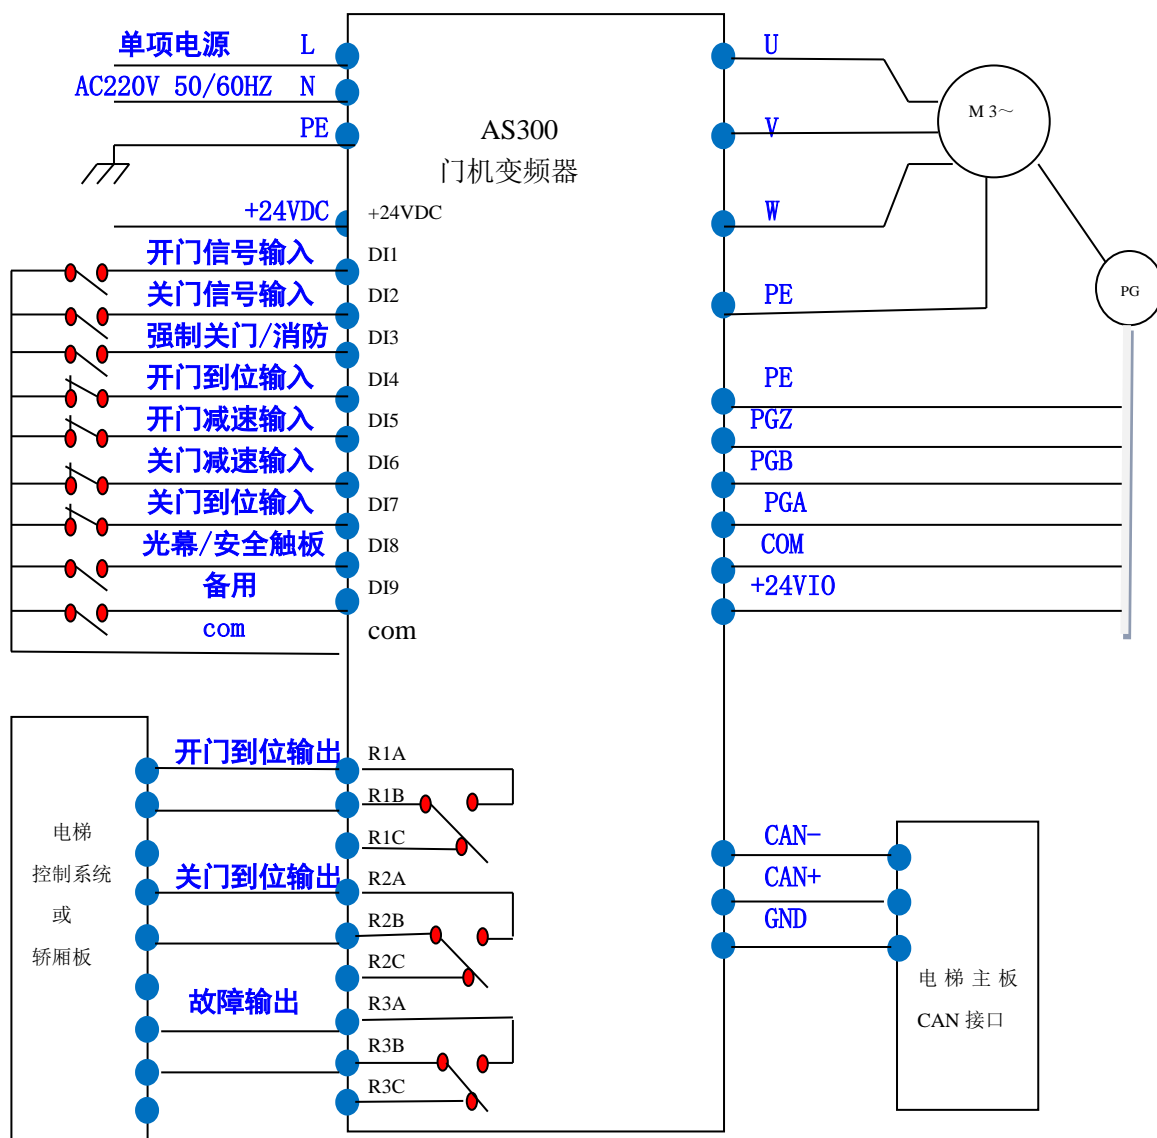 单项电源 L
AC220V 50/60HZ N
PE
AS300
门机变频器
U
V
W
PE
M 3～
PG
+24VDC +24VDC
开门信号输入 DI1
关门信号输入 DI2
强制关门/消防 DI3
开门到位输入 DI4
开门减速输入 DI5
关门减速输入 DI6
关门到位输入 DI7
光幕/安全触板 DI8
备用 DI9
com com
PE
PGZ
PGB
PGA
COM
+24VIO
电梯
控制系统
或
轿厢板
开门到位输出 R1A
R1B
R1C
关门到位输出 R2A
R2B
R2C
故障输出 R3A
R3B
R3C
CAN-
CAN+
GND
电梯主板
CAN 接口